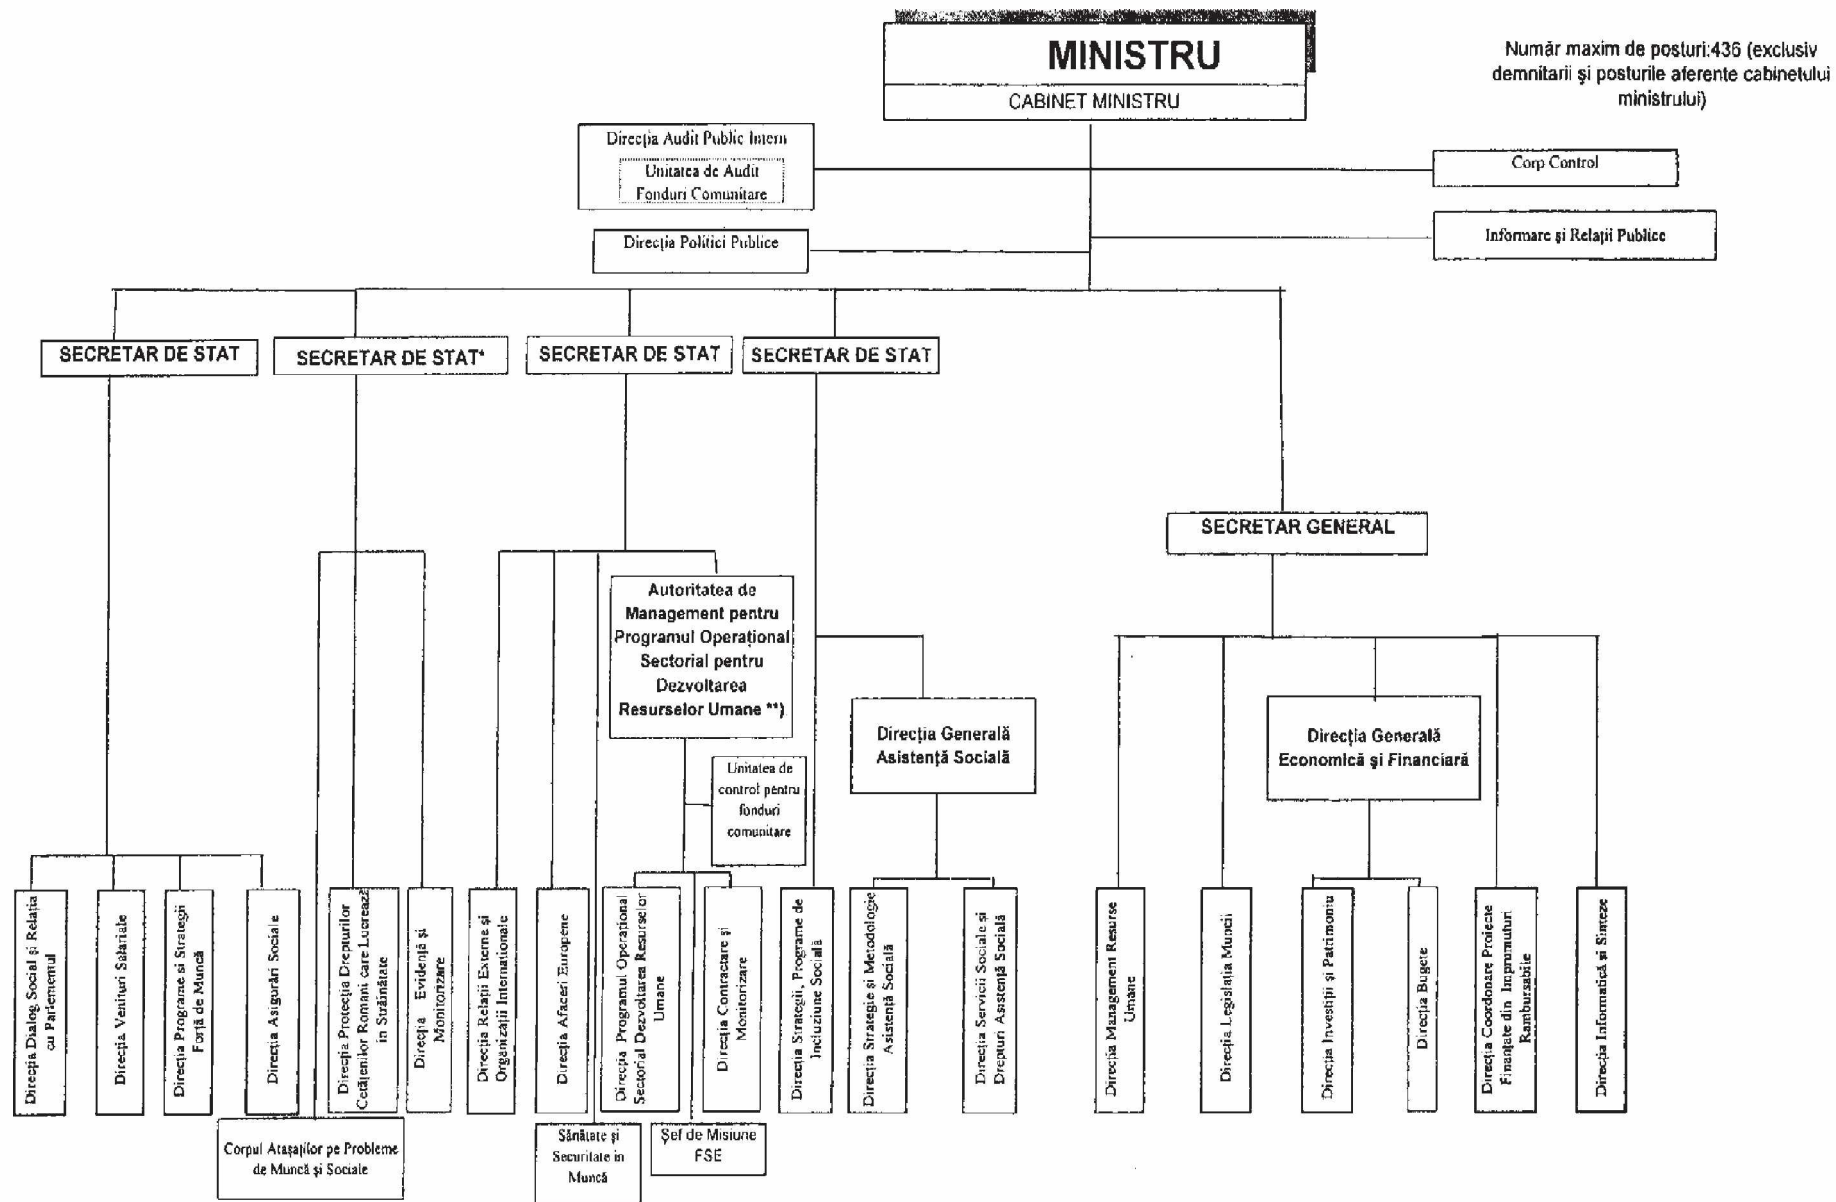 MINISTRU
CABINET MINISTRU
Număr maxim de posturi:436 (exclusiv
demnitarii și posturile aferente cabinetului
ministrului)
Direcția Audit Public Intern
Unitatea de Audit
Fonduri Comunitare
Corp Control
Direcția Politici Publice
Informare și Relații Publice
SECRETAR DE STAT
SECRETAR DE STAT*
SECRETAR DE STAT
SECRETAR DE STAT
SECRETAR GENERAL
Autoritatea de
Management pentru
Programul Operațional
Sectorial pentru
Dezvoltarea
Resurselor Umane **)
Unitatea de
control pentru
fonduri
comunitare
Direcția Generală
Asistență Socială
Direcția Generală
Economică și Financiară
Direcția Dialog Social și Relația
cu Parlementul
Direcția Venituri Salariale
Direcția Programe si Strategii
Forță de Muncă
Direcția Asigurări Sociale
Direcția Protecția Drepturilor
Cetățenilor Români care Lucrează
in Străinătate
Direcția Evidență și
Monitorizare
Direcția Relații Externe și
Organizații Internationale
Direcția Afaceri Europene
Direcția Programul Operațional
Sectorial Dezvoltarea Resurselor
Umane
Direcția Contractare și
Monitorizare
Direcția Strategii, Programe de
Incluziune Socială
Direcția Strategie și Metodologie
Asistență Socială
Direcția Servicii Sociale si
Drepturi Asistență Socială
Direcția Management Resurse
Umane
Direcția Legislația Muncii
Direcția Investiții și Patrimoniu
Direcția Bugete
Direcția Coordonare Proiecte
Finanțate din Imprumuturi
Rambursabile
Direcția Informatică și Sinteze
Corpul Atașaților pe Probleme
de Muncă și Sociale
Sănătate și
Securitate in
Muncă
Șef de Misiune
FSE